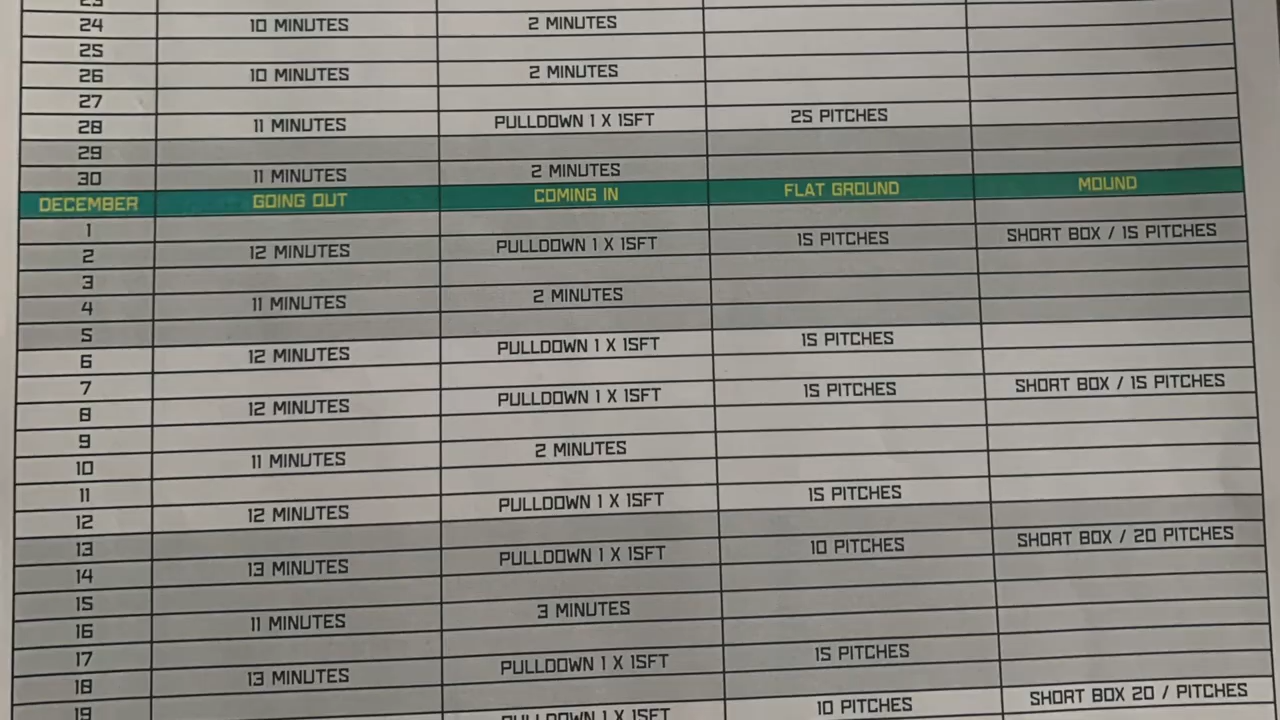 23
24 10 MINUTES 2 MINUTES
25
26 10 MINUTES 2 MINUTES
27
28 11 MINUTES PULLDOWN 1 X 15FT 25 PITCHES
29
30 11 MINUTES 2 MINUTES
DECEMBER GOING OUT COMING IN FLAT GROUND MOUND
1
2 12 MINUTES PULLDOWN 1 X 15FT 15 PITCHES SHORT BOX / 15 PITCHES
3
4 11 MINUTES 2 MINUTES
5
6 12 MINUTES PULLDOWN 1 X 15FT 15 PITCHES
7
8 12 MINUTES PULLDOWN 1 X 15FT 15 PITCHES SHORT BOX / 15 PITCHES
9
10 11 MINUTES 2 MINUTES
11
12 12 MINUTES PULLDOWN 1 X 15FT 15 PITCHES
13
14 13 MINUTES PULLDOWN 1 X 15FT 10 PITCHES SHORT BOX / 20 PITCHES
15
16 11 MINUTES 3 MINUTES
17
18 13 MINUTES PULLDOWN 1 X 15FT 15 PITCHES
19
PULLDOWN 1 X 15FT 10 PITCHES SHORT BOX 20 / PITCHES